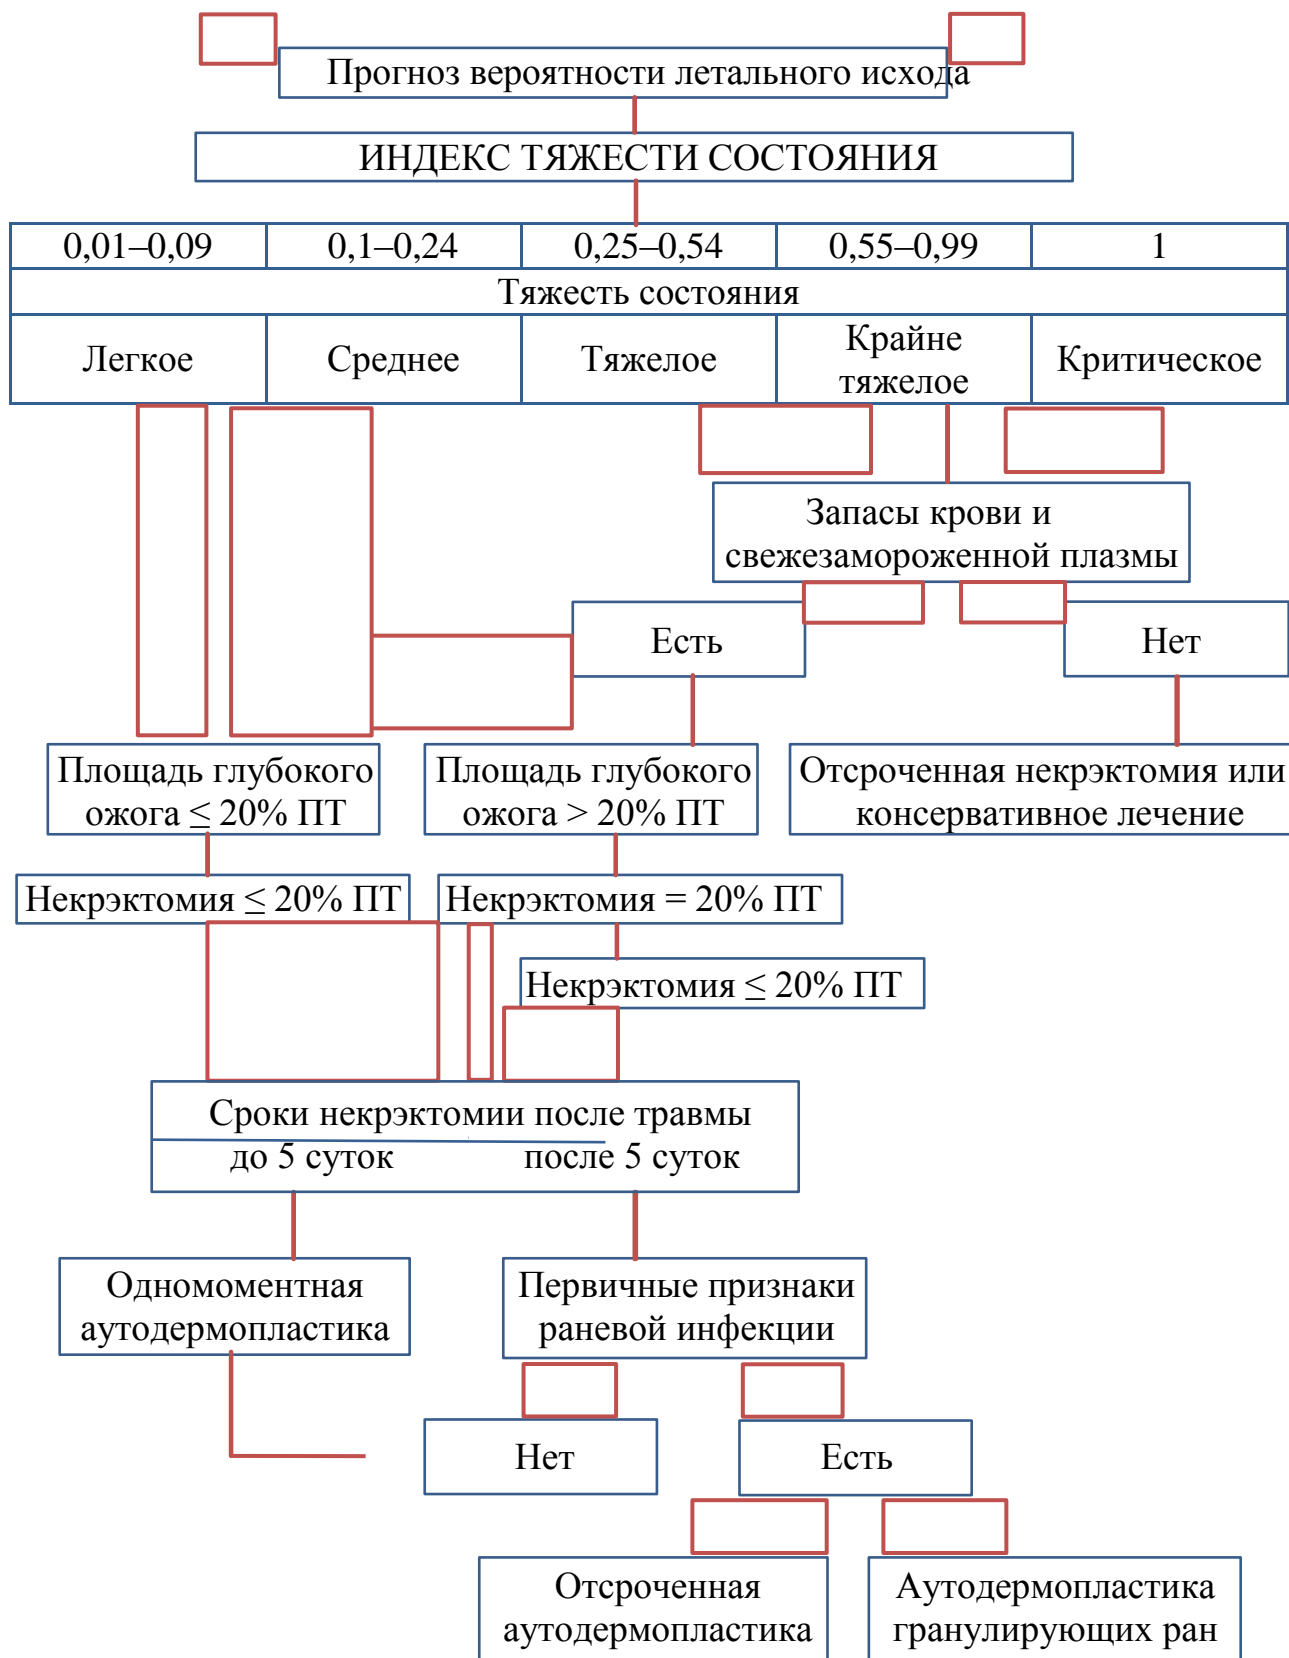 Прогноз вероятности летального исхода
ИНДЕКС ТЯЖЕСТИ СОСТОЯНИЯ
0,01–0,09 0,1–0,24 0,25–0,54 0,55–0,99 1
Тяжесть состояния
Легкое Среднее Тяжелое Крайне тяжелое Критическое
Запасы крови и
свежезамороженной плазмы
Есть
Нет
Площадь глубокого
ожога ≤ 20% ПТ
Площадь глубокого
ожога > 20% ПТ
Отсроченная некрэктомия или
консервативное лечение
Некрэктомия ≤ 20% ПТ
Некрэктомия = 20% ПТ
Некрэктомия ≤ 20% ПТ
Сроки некрэктомии после травмы
до 5 суток после 5 суток
Одномоментная
аутодермопластика
Первичные признаки
раневой инфекции
Нет
Есть
Отсроченная
аутодермопластика
Аутодермопластика
гранулирующих ран